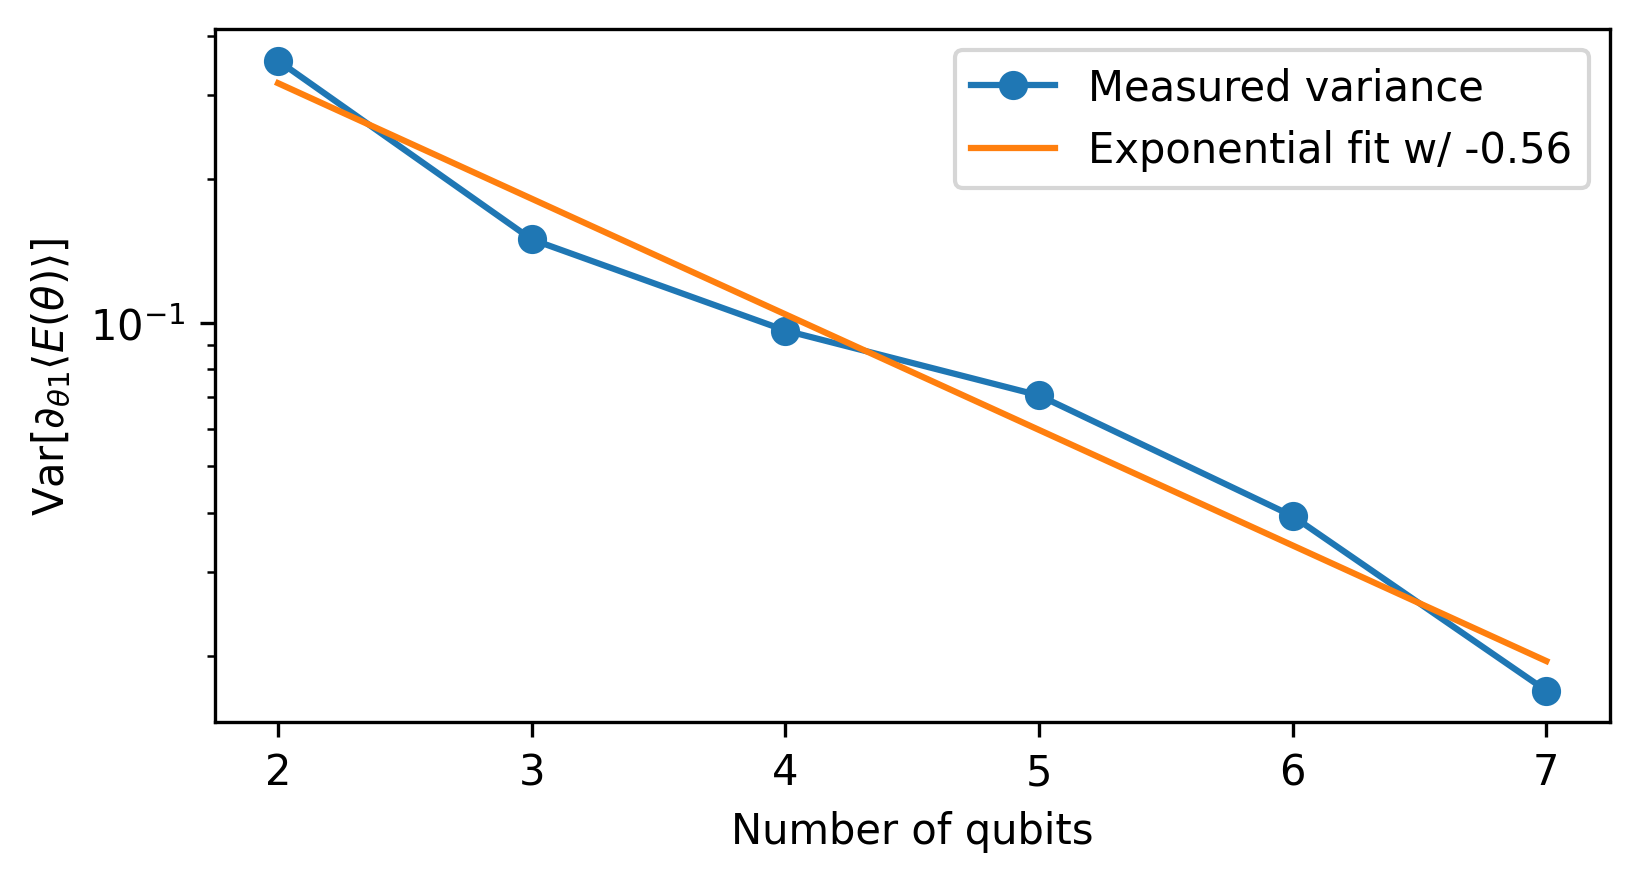 Measured variance
Exponential fit w/ -0.56
Var[∂θ1⟨E(θ)⟩]
10⁻¹
2 3 4 5 6 7
Number of qubits